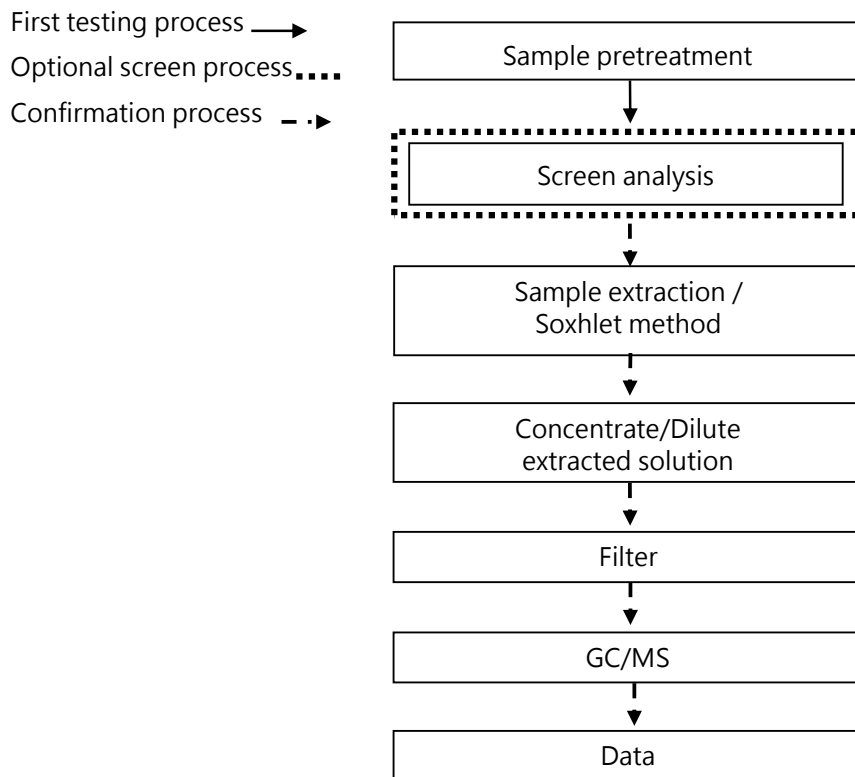 First testing process
Optional screen process
Confirmation process
Sample pretreatment
Screen analysis
Sample extraction /
Soxhlet method
Concentrate/Dilute
extracted solution
Filter
GC/MS
Data